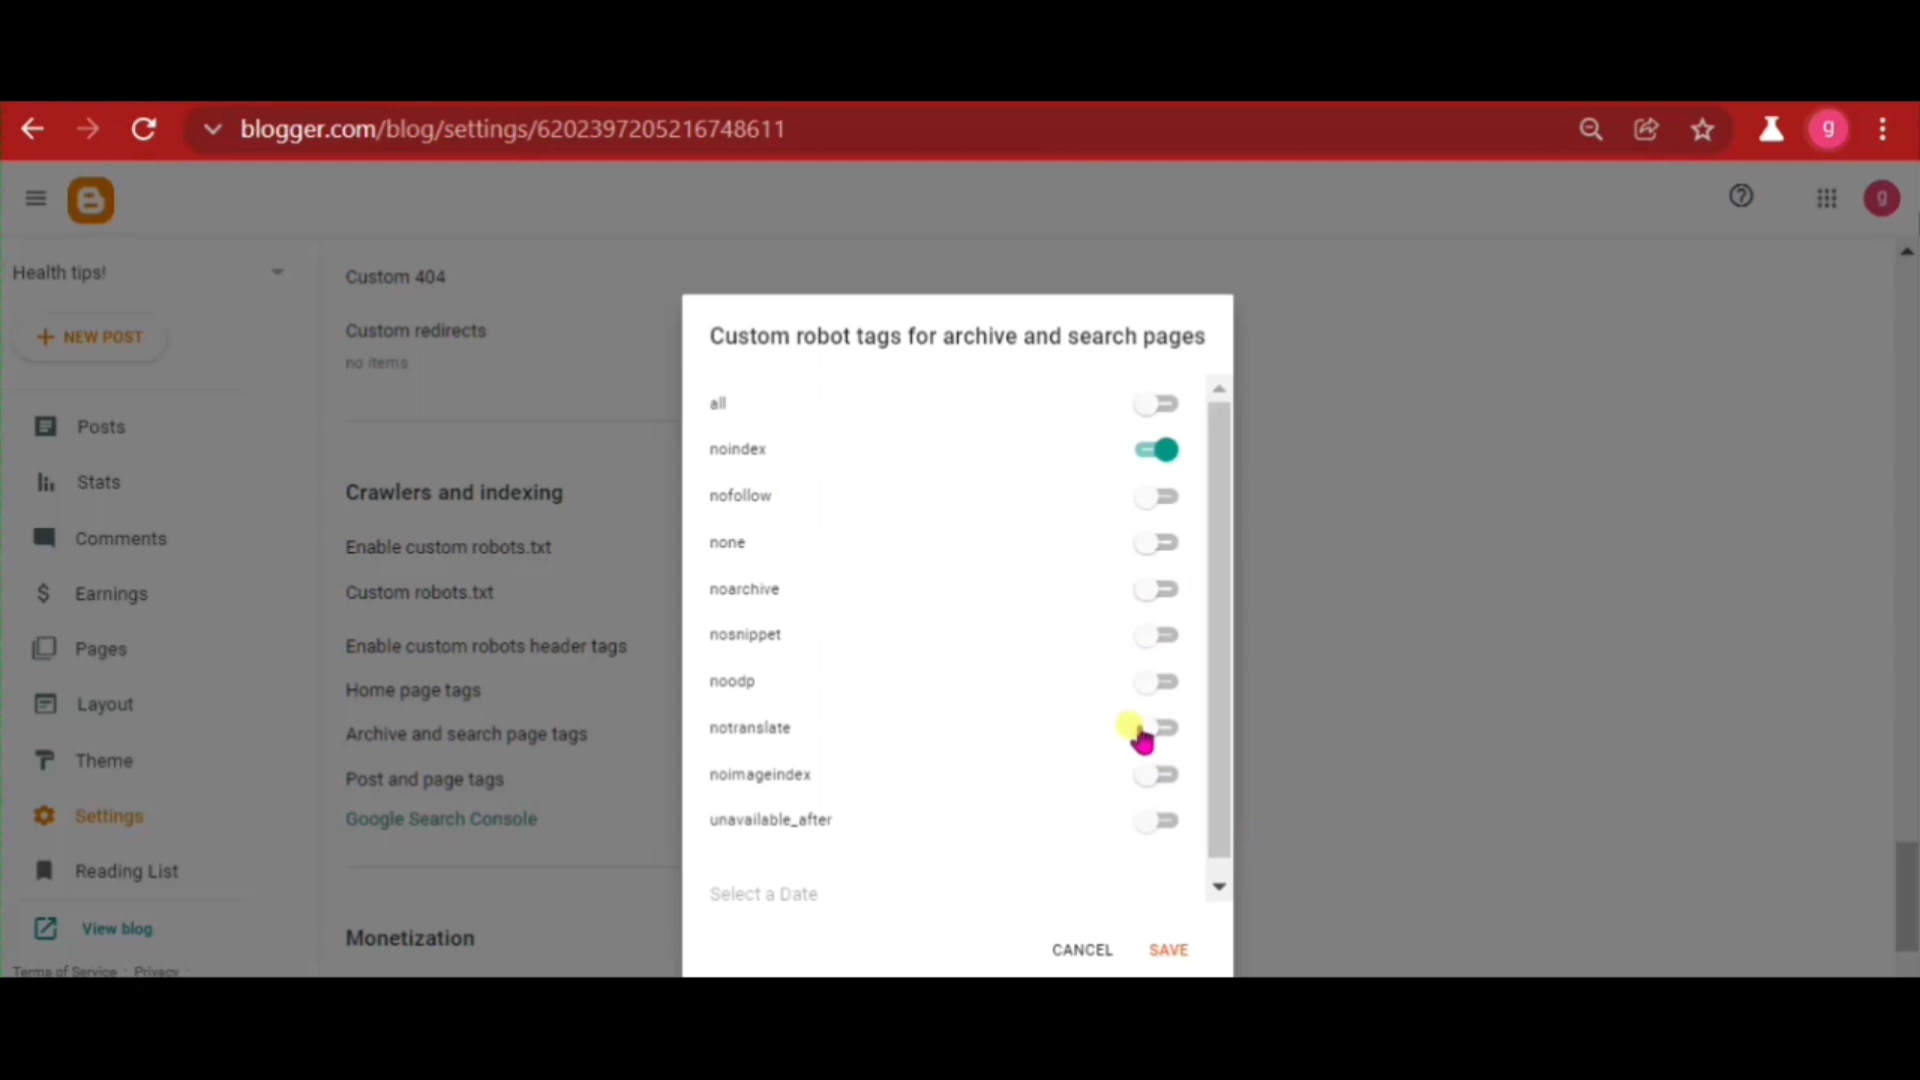 blogger.com/blog/settings/6202397205216748611
g
g
Health tips!
NEW POST
Posts
Stats
Comments
Earnings
Pages
Layout
Theme
Settings
Reading List
View blog
Terms of Service · Privacy ·
Custom 404
Custom redirects
no items
Crawlers and indexing
Enable custom robots.txt
Custom robots.txt
Enable custom robots header tags
Home page tags
Archive and search page tags
Post and page tags
Google Search Console
Monetization
Custom robot tags for archive and search pages
all
noindex
nofollow
none
noarchive
nosnippet
noodp
notranslate
noimageindex
unavailable_after
Select a Date
CANCEL SAVE